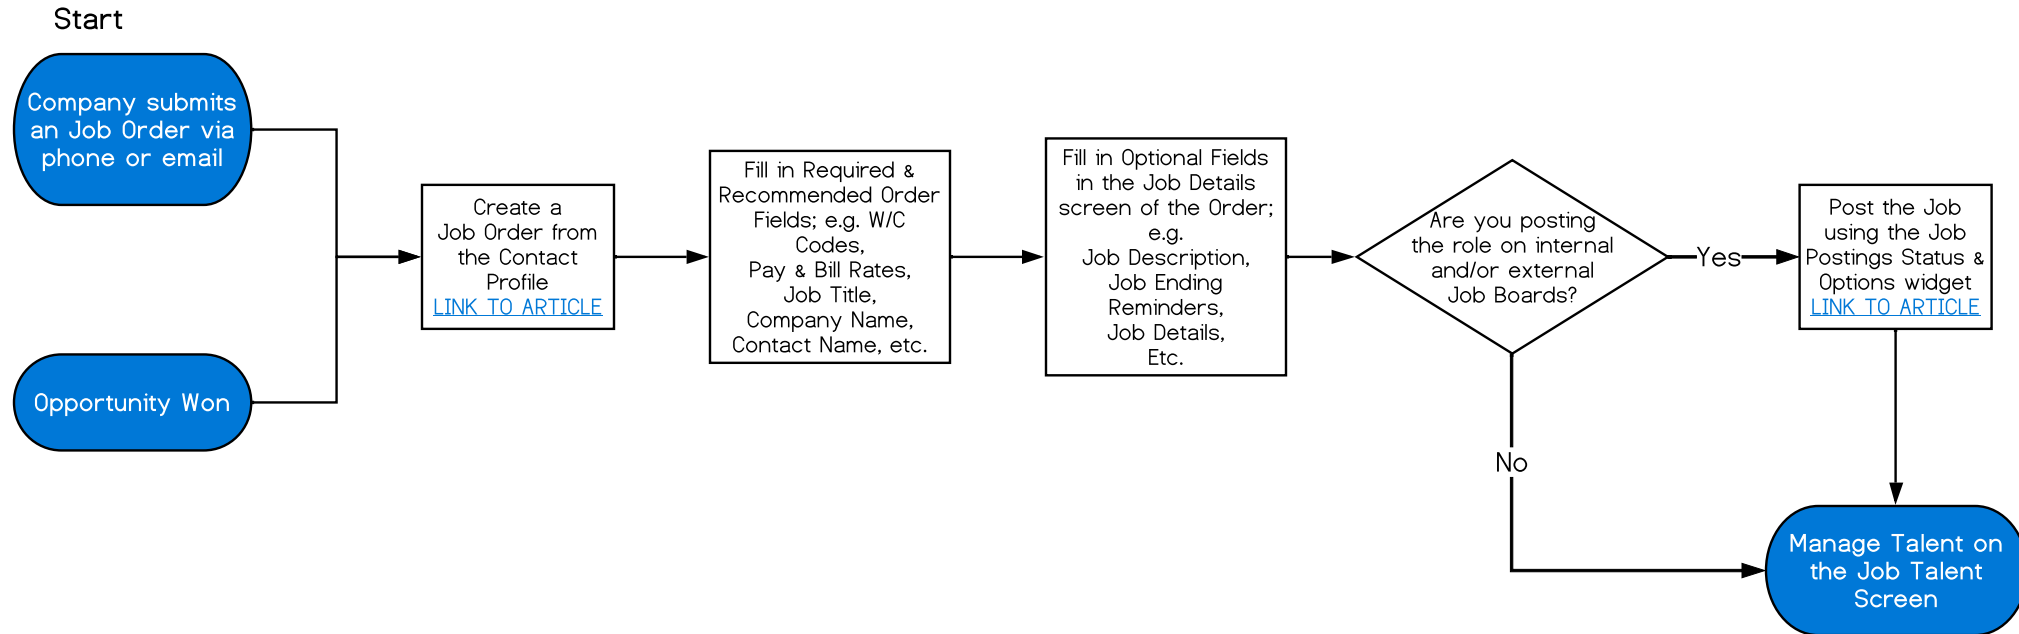 Start
Company submits
an Job Order via
phone or email
Opportunity Won
Create a
Job Order from
the Contact
Profile
LINK TO ARTICLE
Fill in Required &
Recommended Order
Fields; e.g. W/C
Codes,
Pay & Bill Rates,
Job Title,
Company Name,
Contact Name, etc.
Fill in Optional Fields
in the Job Details
screen of the Order;
e.g.
Job Description,
Job Ending
Reminders,
Job Details,
Etc.
Are you posting
the role on internal
and/or external
Job Boards?
Yes
Post the Job
using the Job
Postings Status &
Options widget
LINK TO ARTICLE
No
Manage Talent on
the Job Talent
Screen